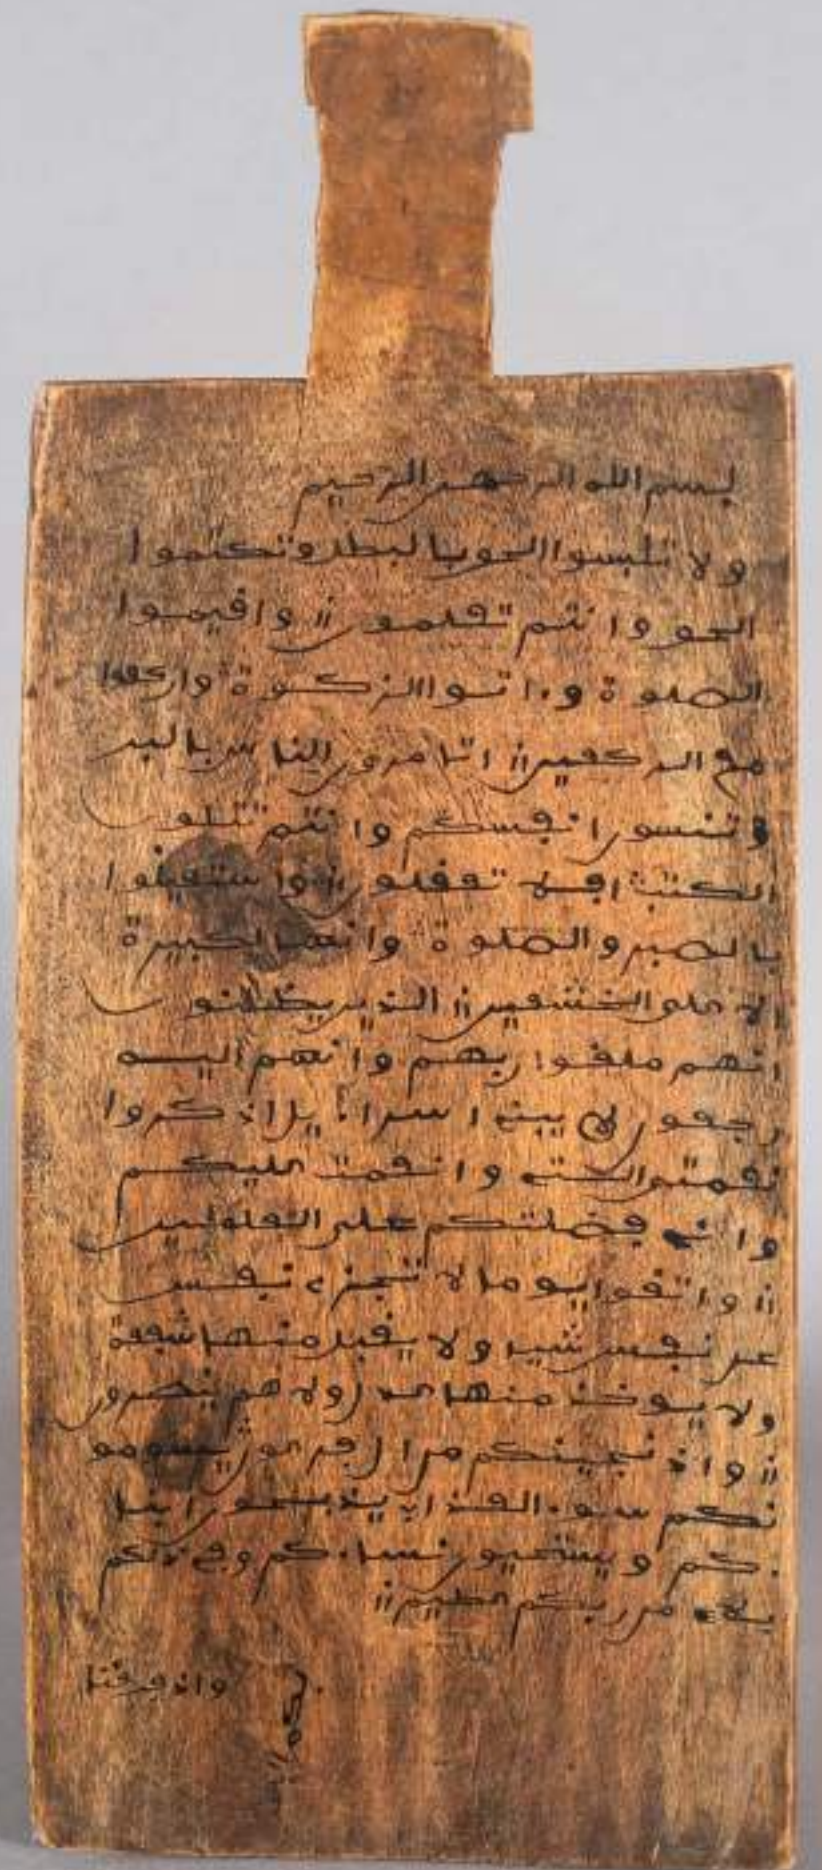 بسم الله الرحمن الرحيم
ولا تلبسوا الحق بالبطل وتكتموا
الحق وانتم تعلمون واقيموا
الصلوة وءاتوا الزكوة واركعوا
مع الركعين اتامرون الناس بالبر
وتنسون انفسكم وانتم تتلون
الكتب افلا تعقلون واستعينوا
بالصبر والصلوة وانها لكبيرة
الا على الخشعين الذين يظنون
انهم ملقوا ربهم وانهم اليه
رجعون يبني اسراءيل اذكروا
نعمتي التي انعمت عليكم
واني فضلتكم على العلمين
واتقوا يوما لا تجزي نفس
عن نفس شيا ولا يقبل منها شفعة
ولا يوخذ منها عدل ولا هم ينصرون
واذ نجينكم من ال فرعون يسومو
نكم سوء العذاب يذبحون ابنا
ءكم ويستحيون نساءكم وفي ذلكم
بلاء من ربكم عظيم
واذ فرقنا